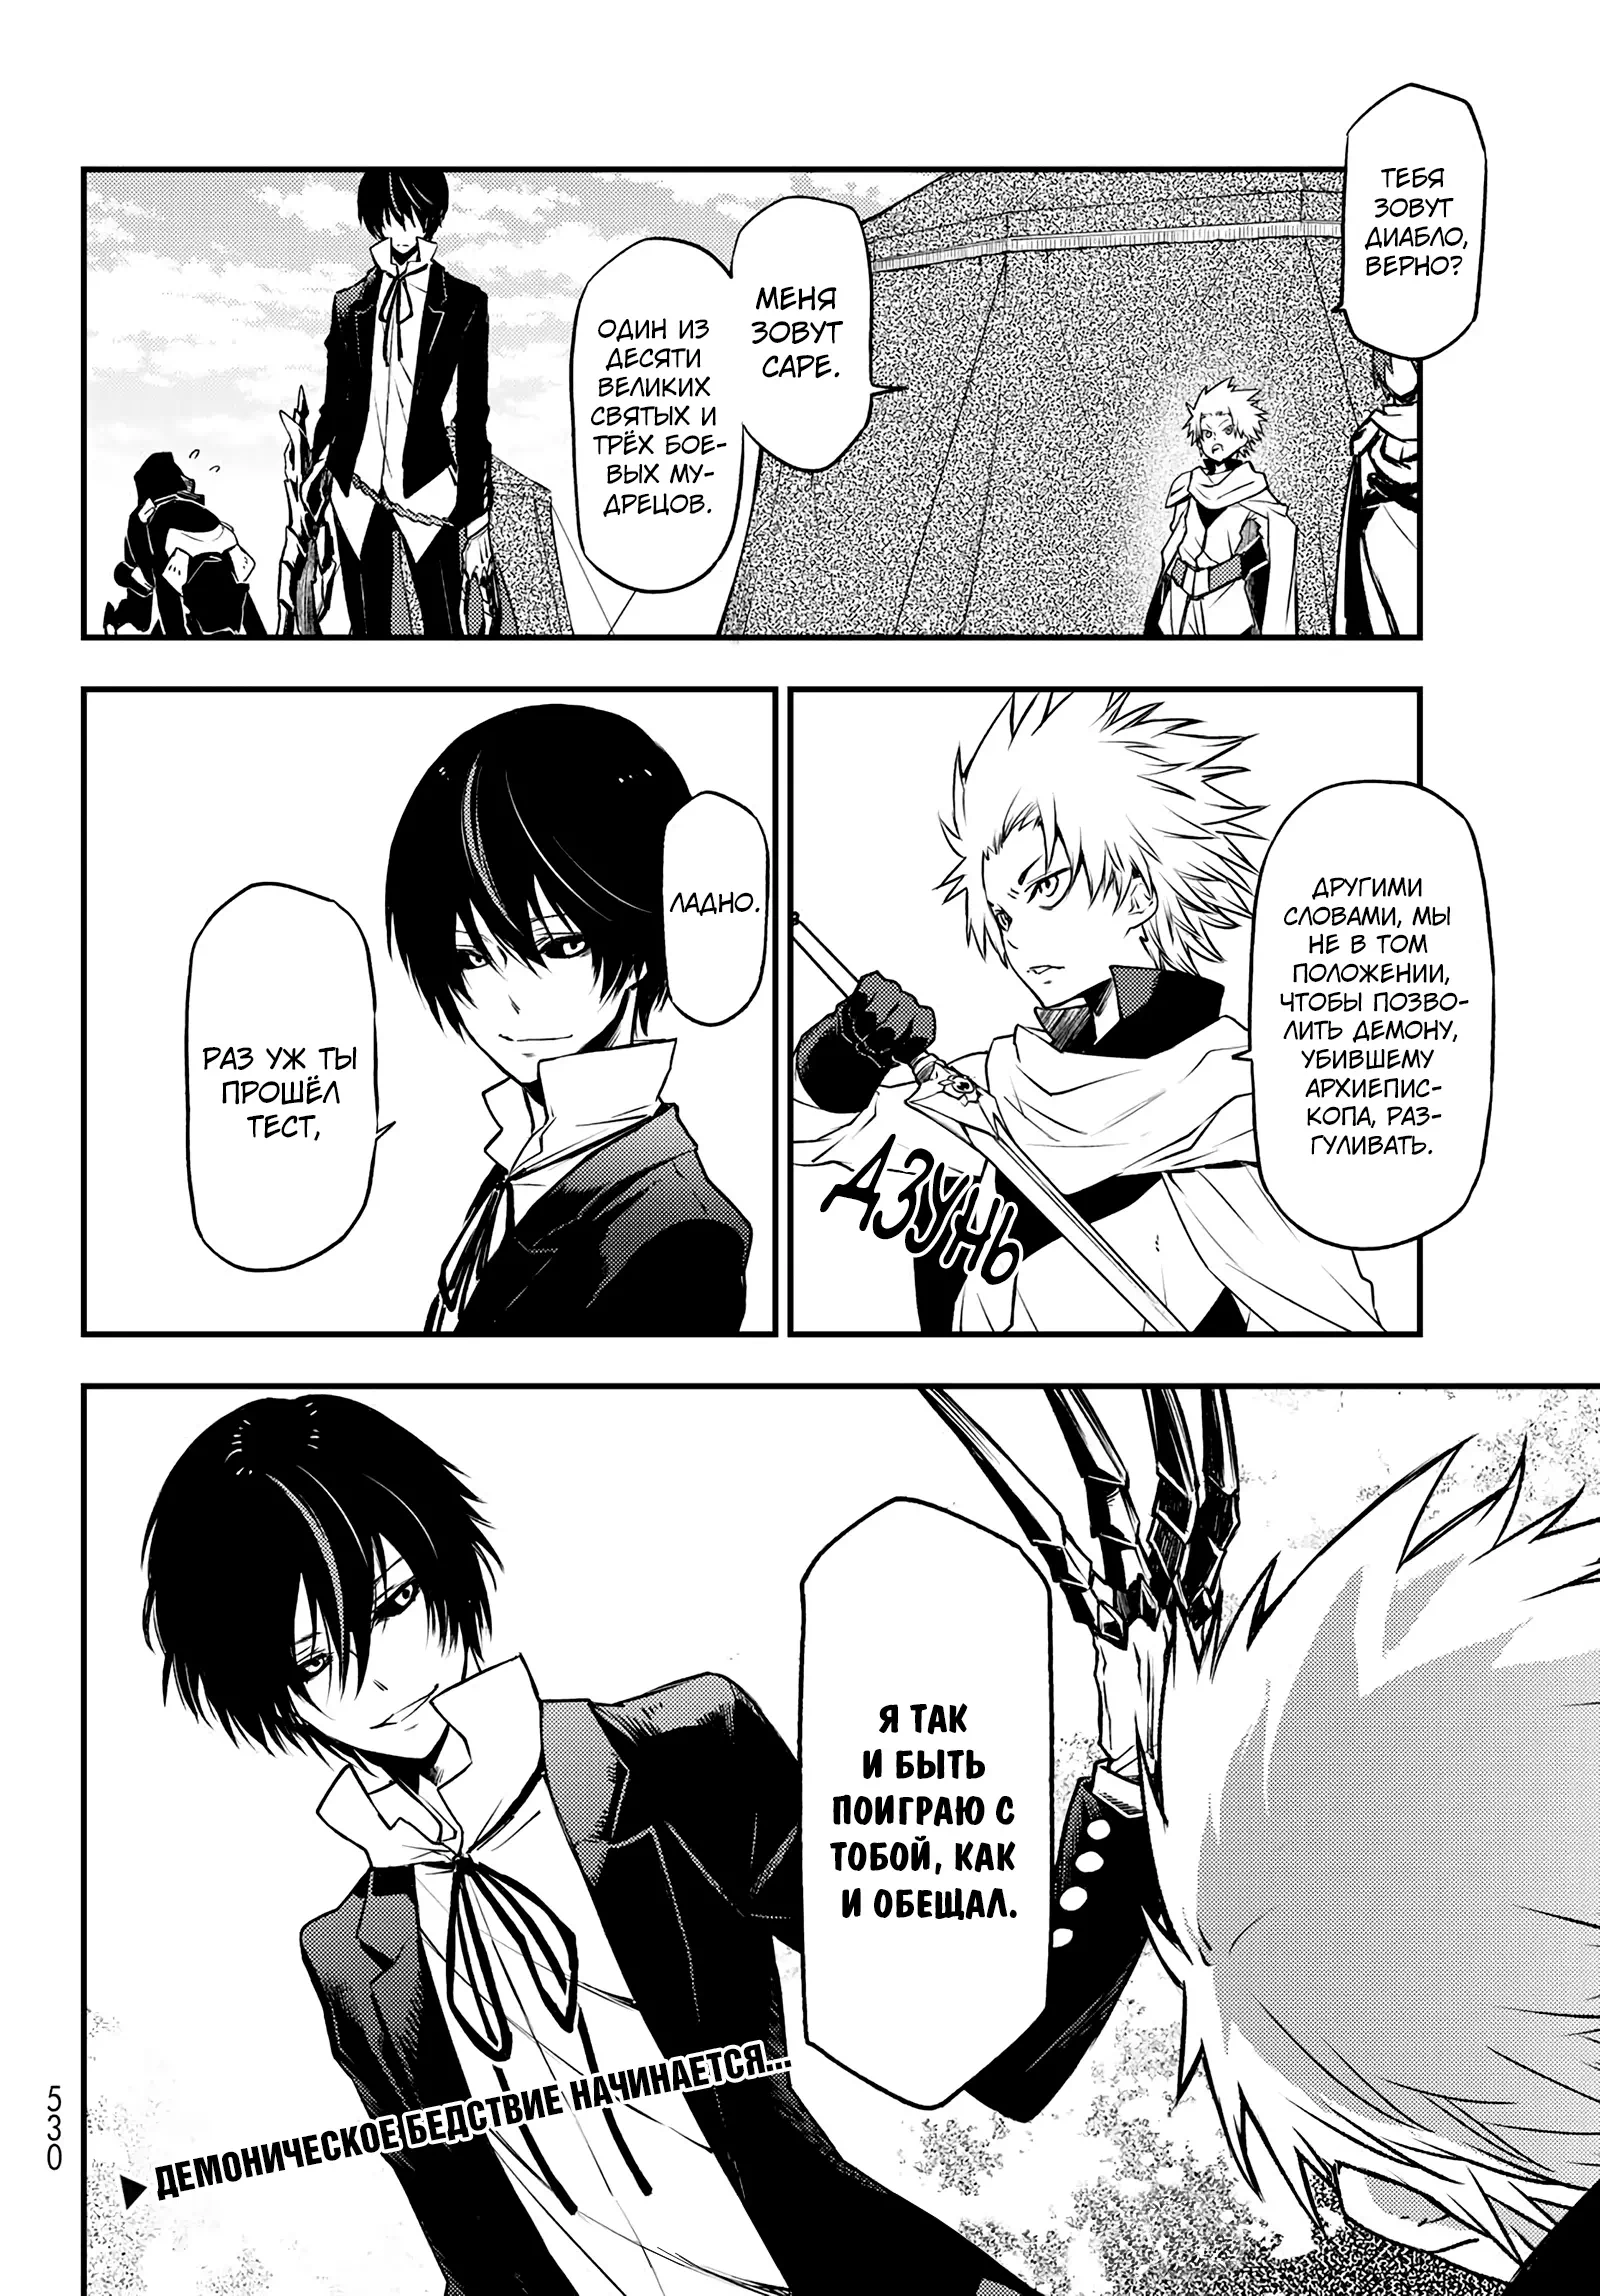 ТЕБЯ
ЗОВУТ
ДИАБЛО,
ВЕРНО?
МЕНЯ
ЗОВУТ
САРЕ.
ОДИН ИЗ
ДЕСЯТИ
ВЕЛИКИХ
СВЯТЫХ И
ТРЁХ БОЕ-
ВЫХ МУ-
ДРЕЦОВ.
ДРУГИМИ
СЛОВАМИ, МЫ
НЕ В ТОМ
ПОЛОЖЕНИИ,
ЧТОБЫ ПОЗВО-
ЛИТЬ ДЕМОНУ,
УБИВШЕМУ
АРХИЕПИС-
КОПА, РАЗ-
ГУЛИВАТЬ.
ДЗУНЬ
ЛАДНО.
РАЗ УЖ ТЫ
ПРОШЁЛ
ТЕСТ,
Я ТАК
И БЫТЬ
ПОИГРАЮ С
ТОБОЙ, КАК
И ОБЕЩАЛ.
ДЕМОНИЧЕСКОЕ БЕДСТВИЕ НАЧИНАЕТСЯ...
530